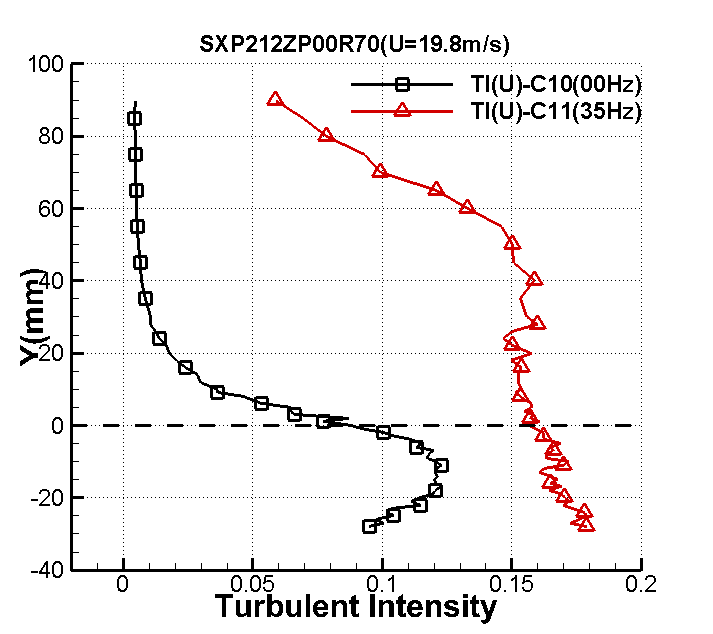 SXP212ZP00R70(U=19.8m/s)
TI(U)-C10(00Hz)
TI(U)-C11(35Hz)
100
80
60
40
20
0
-20
-40
Y(mm)
0 0.05 0.1 0.15 0.2
Turbulent Intensity